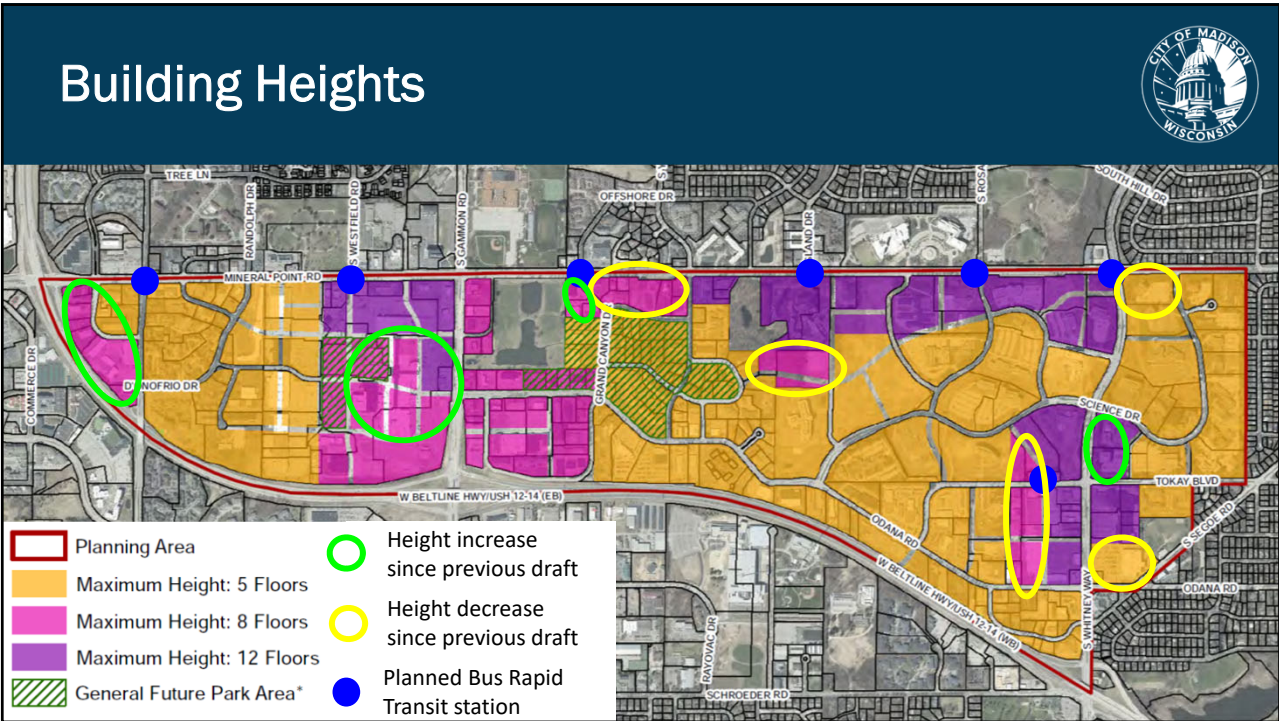 Building Heights
CITY OF MADISON
WISCONSIN
TREE LN
RANDOLPH DR
S WESTFIELD RD
S GAMMON RD
OFFSHORE DR
S ROSA
SOUTH HILL DR
LAND DR
MINERAL POINT RD
COMMERCE DR
D'ONOFRIO DR
GRAND CANYON D
SCIENCE DR
TOKAY BLVD
S SEGOE RD
W BELTLINE HWY/USH 12-14 (EB)
ODANA RD
W BELTLINE HWY/USH 12-14 (WB)
S WHITNEY WAY
ODANA RD
RAYOVAC DR
SCHROEDER RD
Planning Area
Maximum Height: 5 Floors
Maximum Height: 8 Floors
Maximum Height: 12 Floors
General Future Park Area*
Height increase
since previous draft
Height decrease
since previous draft
Planned Bus Rapid
Transit station